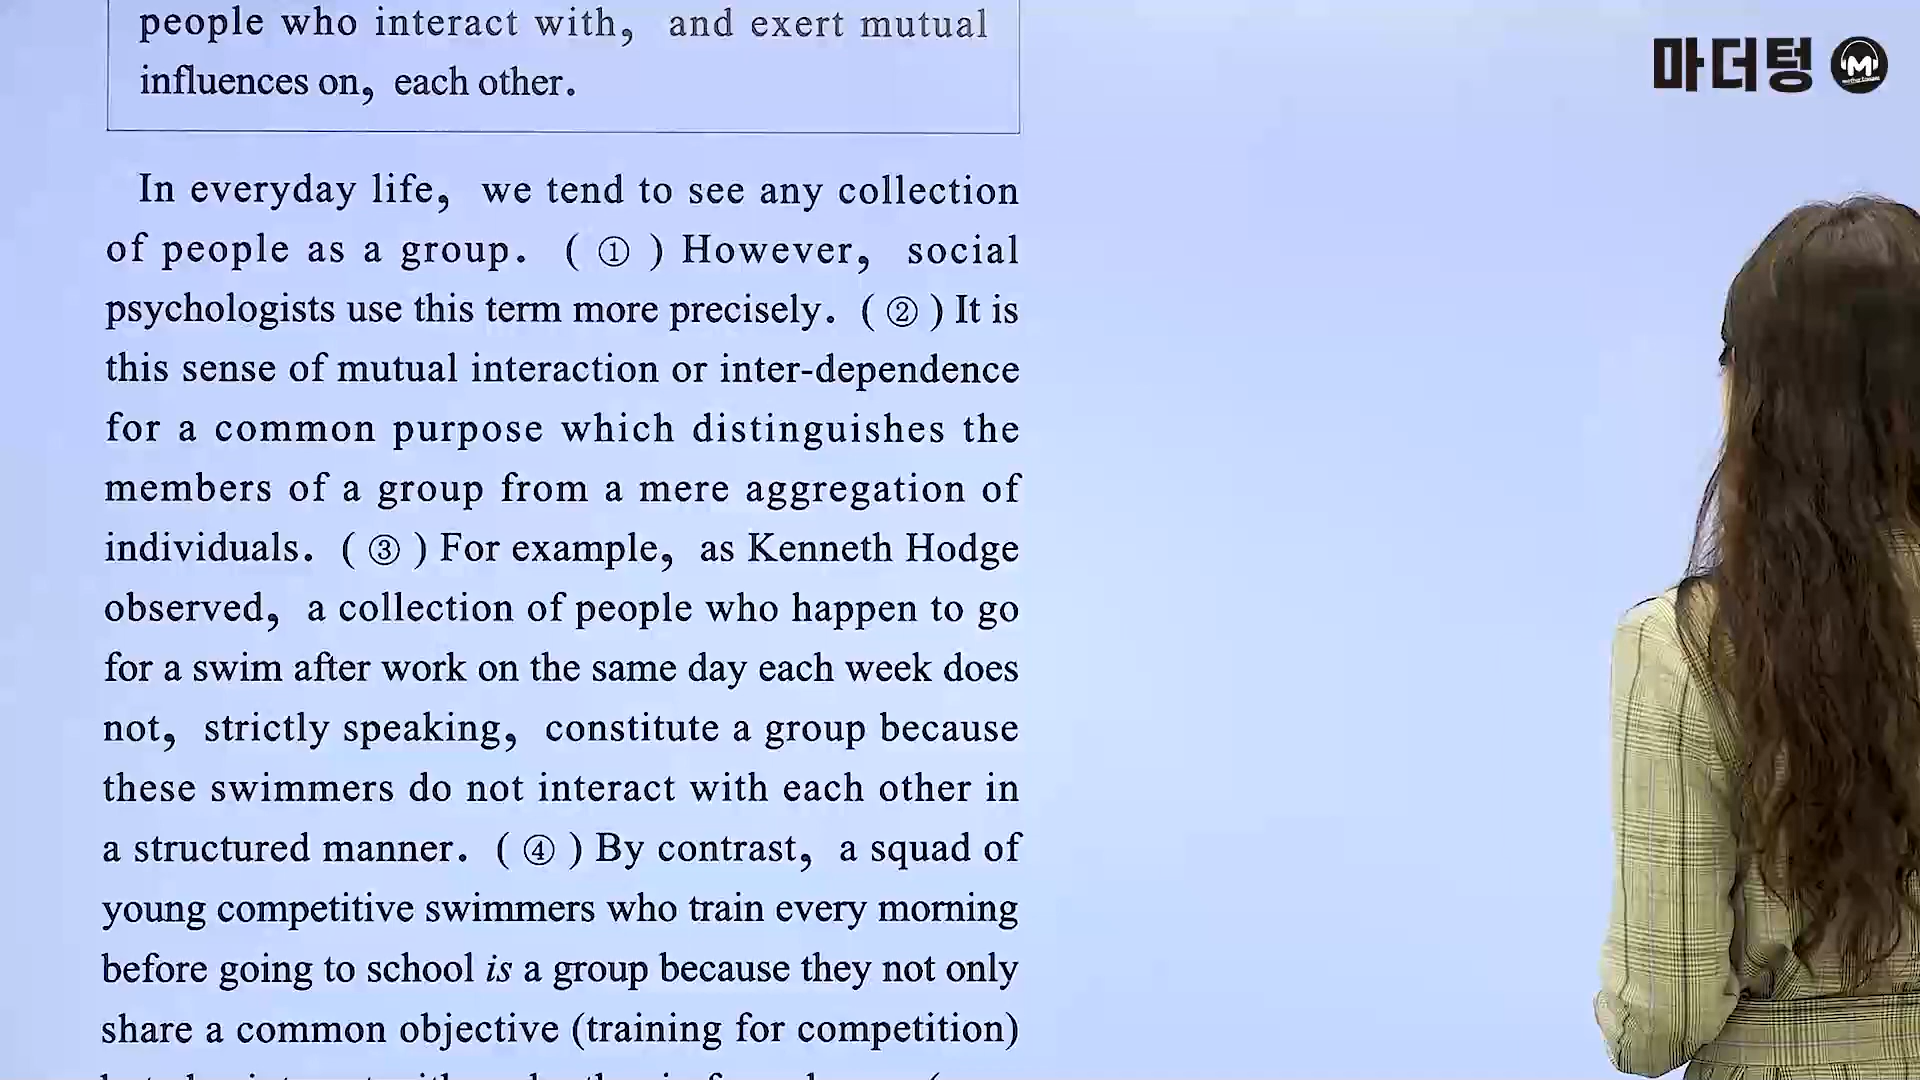 people who interact with, and exert mutual
influences on, each other.
마더텅 M
In everyday life, we tend to see any collection
of people as a group. ( ① ) However, social
psychologists use this term more precisely. ( ② ) It is
this sense of mutual interaction or inter-dependence
for a common purpose which distinguishes the
members of a group from a mere aggregation of
individuals. ( ③ ) For example, as Kenneth Hodge
observed, a collection of people who happen to go
for a swim after work on the same day each week does
not, strictly speaking, constitute a group because
these swimmers do not interact with each other in
a structured manner. ( ④ ) By contrast, a squad of
young competitive swimmers who train every morning
before going to school is a group because they not only
share a common objective (training for competition)